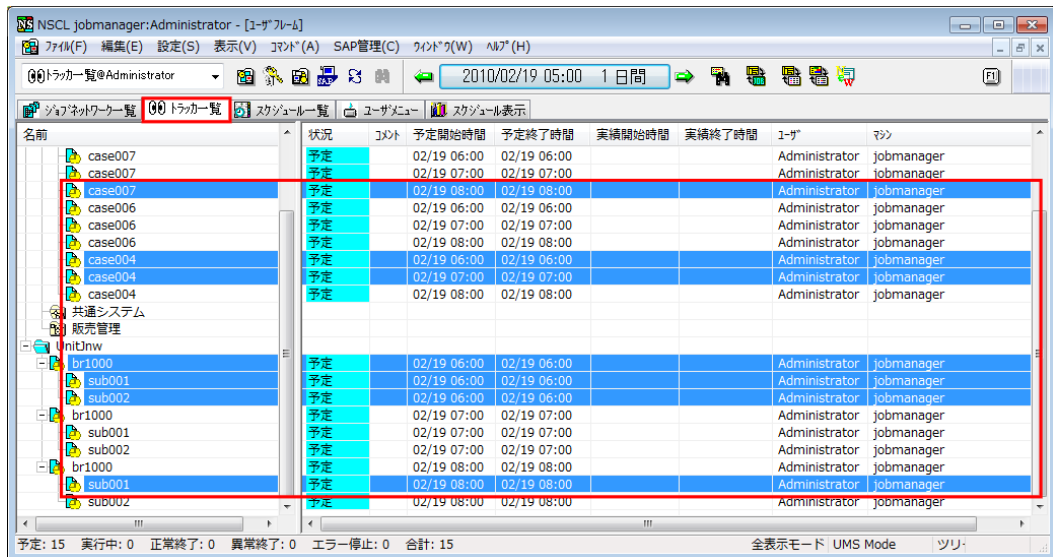 NSCL jobmanager:Administrator - [ﾕｰｻﾞﾌﾚｰﾑ]
ﾌｧｲﾙ(F) 編集(E) 設定(S) 表示(V) ｺﾏﾝﾄﾞ(A) SAP管理(C) ｳｨﾝﾄﾞｳ(W) ﾍﾙﾌﾟ(H)
ﾄﾗｯｶｰ一覧@Administrator 2010/02/19 05:00 1 日間 F1
ｼﾞｮﾌﾞﾈｯﾄﾜｰｸ一覧 ﾄﾗｯｶ一覧 ｽｹｼﾞｭｰﾙ一覧 ﾕｰｻﾞﾒﾆｭｰ ｽｹｼﾞｭｰﾙ表示
名前 状況 ｺﾒﾝﾄ 予定開始時間 予定終了時間 実績開始時間 実績終了時間 ﾕｰｻﾞ ﾏｼﾝ
case007 予定 02/19 06:00 02/19 06:00 Administrator jobmanager
case007 予定 02/19 07:00 02/19 07:00 Administrator jobmanager
case007 予定 02/19 08:00 02/19 08:00 Administrator jobmanager
case006 予定 02/19 06:00 02/19 06:00 Administrator jobmanager
case006 予定 02/19 07:00 02/19 07:00 Administrator jobmanager
case006 予定 02/19 08:00 02/19 08:00 Administrator jobmanager
case004 予定 02/19 06:00 02/19 06:00 Administrator jobmanager
case004 予定 02/19 07:00 02/19 07:00 Administrator jobmanager
case004 予定 02/19 08:00 02/19 08:00 Administrator jobmanager
共通システム
販売管理
UnitJnw
br1000 予定 02/19 06:00 02/19 06:00 Administrator jobmanager
sub001 予定 02/19 06:00 02/19 06:00 Administrator jobmanager
sub002 予定 02/19 06:00 02/19 06:00 Administrator jobmanager
br1000 予定 02/19 07:00 02/19 07:00 Administrator jobmanager
sub001 予定 02/19 07:00 02/19 07:00 Administrator jobmanager
sub002 予定 02/19 07:00 02/19 07:00 Administrator jobmanager
br1000 予定 02/19 08:00 02/19 08:00 Administrator jobmanager
sub001 予定 02/19 08:00 02/19 08:00 Administrator jobmanager
sub002 予定 02/19 08:00 02/19 08:00 Administrator jobmanager
予定: 15 実行中: 0 正常終了: 0 異常終了: 0 エラー停止: 0 合計: 15 全表示モード UMS Mode ツリ